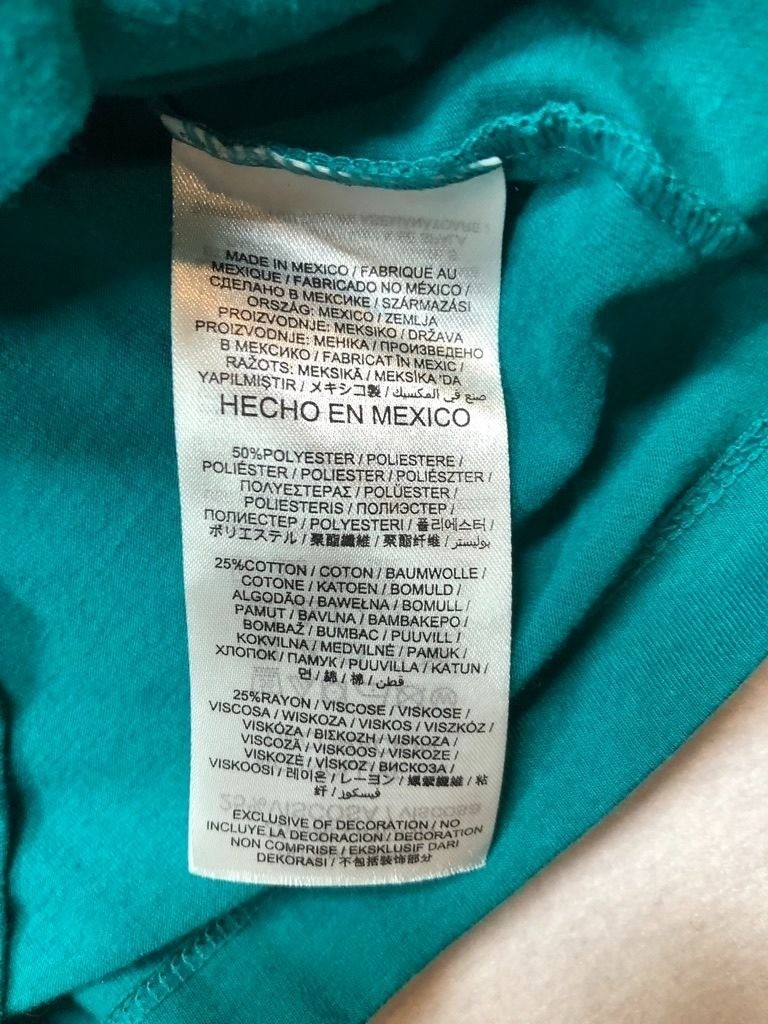 MADE IN MEXICO / FABRIQUE AU
MEXIQUE / FABRICADO NO MÉXICO /
СДЕЛАНО В МЕКСИКЕ / SZÁRMAZÁSI
ORSZÁG: MEXICO / ZEMLJA
PROIZVODNJE: MEKSIKO / DRŽAVA
PROIZVODNJE: МЕНІКА / ПРОИЗВЕДЕНО
В МЕКСИКО / FABRICAT ÎN MEXIC /
RAŽOTS: MEKSIKĀ / MEKSİKA 'DA
YAPILMIŞTIR / メキシコ製 / صنع في المكسيك
HECHO EN MEXICO
50%POLYESTER / POLIESTERE /
POLIÉSTER / POLIESTER / POLIÉSZTER /
ΠΟΛΥΕΣΤΕΡΑΣ / POLÜESTER /
POLIESTERIS / ПОЛИЭСТЕР /
ПОЛИЕСТЕР / POLYESTERI / 폴리에스터 /
ポリエステル / 聚酯纖維 / 聚酯纤维 / بوليستر
25%COTTON / COTON / BAUMWOLLE /
COTONE / KATOEN / BOMULD /
ALGODÃO / BAWEŁNA / BOMULL /
PAMUT / BAVLNA / BAMBAKEPO /
BOMBAŽ / BUMBAC / PUUVILL /
KOKVILNA / MEDVILNĖ / PAMUK /
ХЛОПОК / ПАМУК / PUUVILLA / KATUN /
면 / 綿 / 棉 / قطن
25%RAYON / VISCOSE / VISKOSE /
VISCOSA / WISKOZA / VISKOS / VISZKÓZ /
VISKÓZA / ΒΙΣΚΟΖΗ / VISKOZA /
VISCOZĂ / VISKOOS / VISKOZE /
VISKOZĖ / VİSKOZ / ВИСКОЗА /
VISKOOSI / 레이온 / レーヨン / 螺縈纖維 / 粘
纤 / فيسكوز
EXCLUSIVE OF DECORATION / NO
INCLUYE LA DECORACION / DECORATION
NON COMPRISE / EKSKLUSIF DARI
DEKORASI / 不包括装饰部分